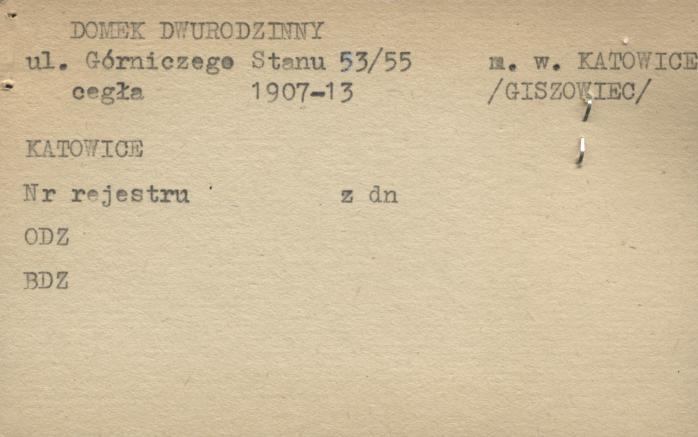 DOMEK DWURODZINNY
ul. Górniczego Stanu 53/55 m. w. KATOWICE
cegła 1907-13 /GISZOWIEC/
KATOWICE
Nr rejestru z dn
ODZ
BDZ